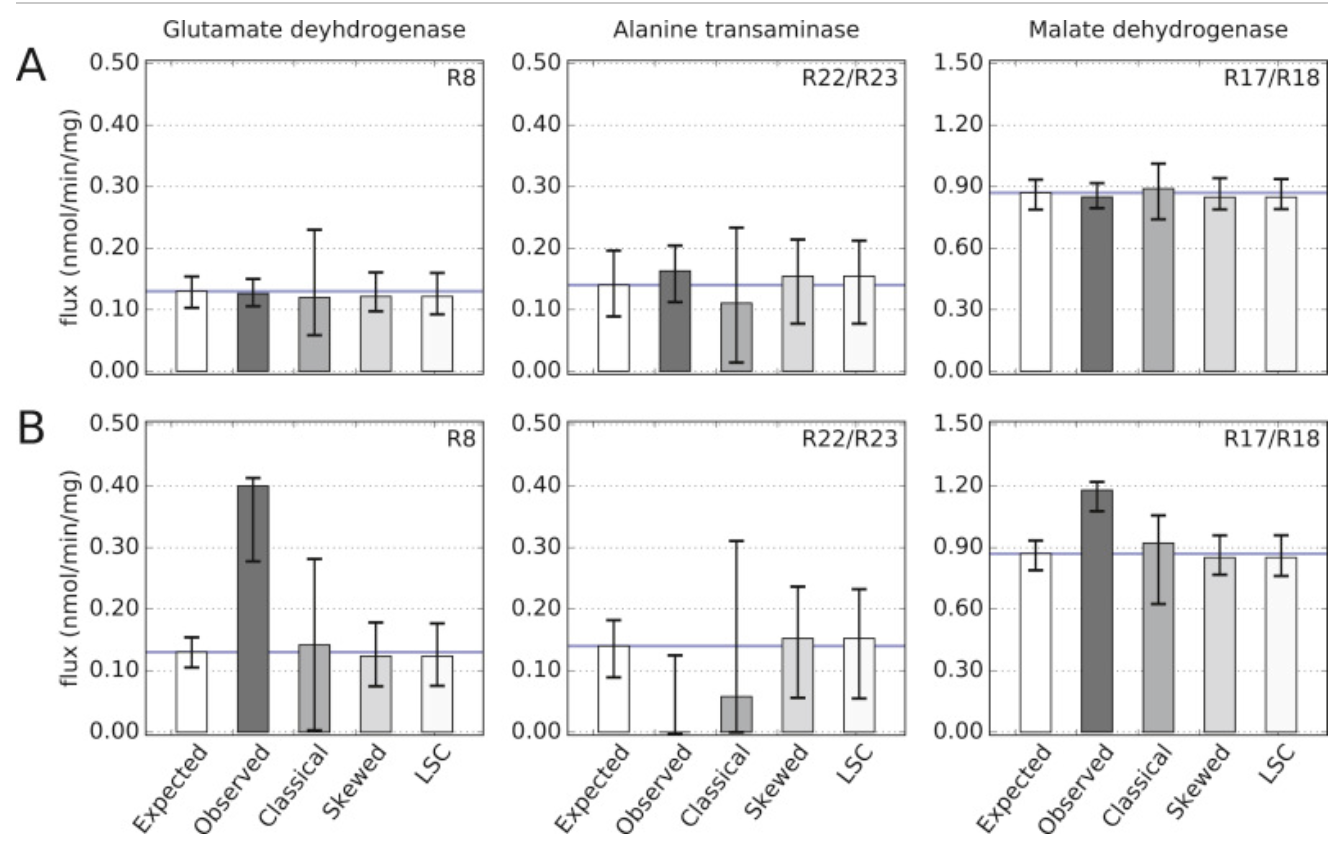 Glutamate deyhdrogenase Alanine transaminase Malate dehydrogenase
A
flux (nmol/min/mg)
0.50
0.40
0.30
0.20
0.10
0.00
R8
0.50
0.40
0.30
0.20
0.10
0.00
R22/R23
1.50
1.20
0.90
0.60
0.30
0.00
R17/R18
B
flux (nmol/min/mg)
0.50
0.40
0.30
0.20
0.10
0.00
R8
0.50
0.40
0.30
0.20
0.10
0.00
R22/R23
1.50
1.20
0.90
0.60
0.30
0.00
R17/R18
Expected Observed Classical Skewed LSC
Expected Observed Classical Skewed LSC
Expected Observed Classical Skewed LSC